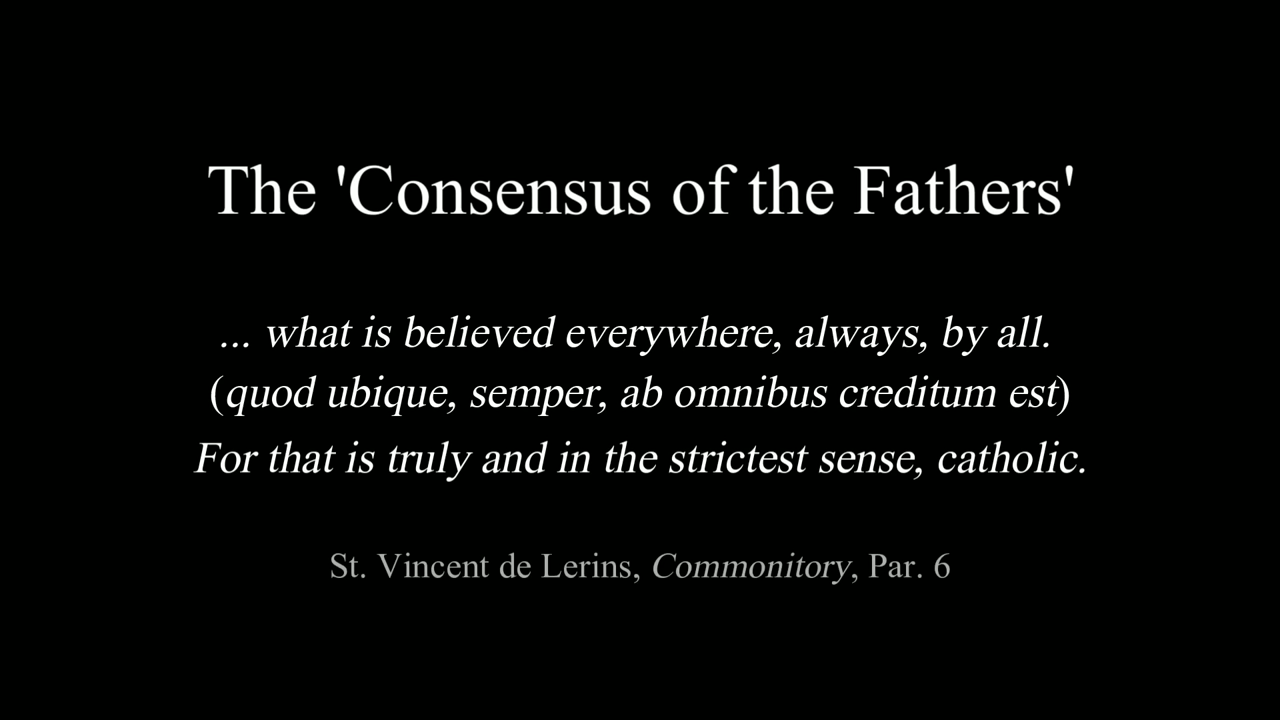 The 'Consensus of the Fathers'
... what is believed everywhere, always, by all.
(quod ubique, semper, ab omnibus creditum est)
For that is truly and in the strictest sense, catholic.
St. Vincent de Lerins, Commonitory, Par. 6